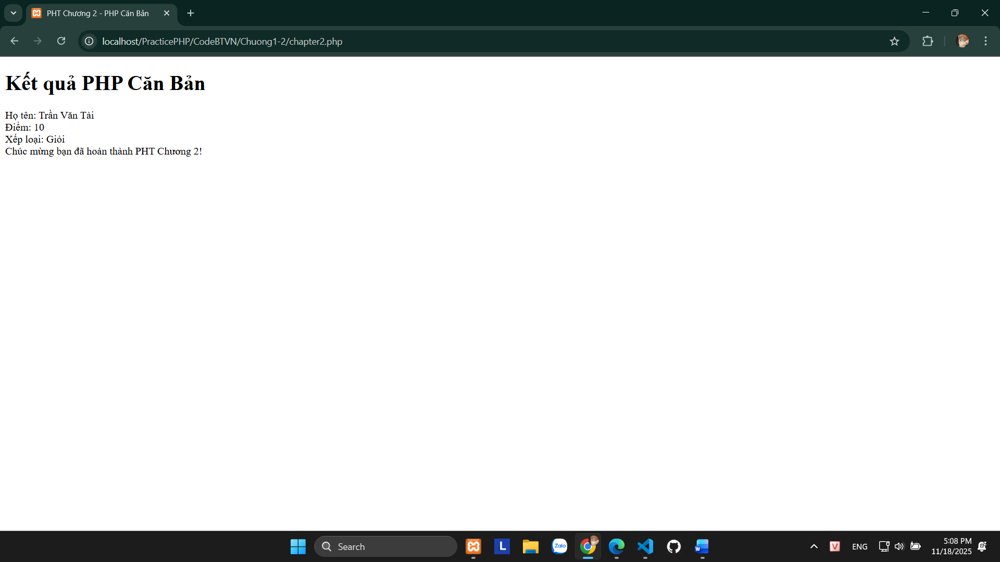 PHT Chương 2 - PHP Căn Bản
localhost/PracticePHP/CodeBTVN/Chuong1-2/chapter2.php
Kết quả PHP Căn Bản
Họ tên: Trần Văn Tài
Điểm: 10
Xếp loại: Giỏi
Chúc mừng bạn đã hoàn thành PHT Chương 2!
Search
L
Zalo
W
V
ENG
5:08 PM
11/18/2025